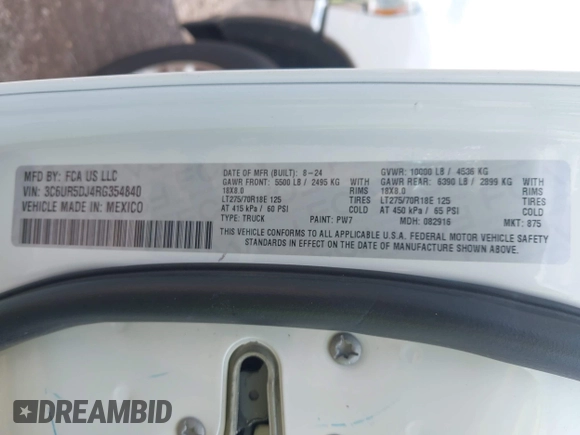 MFD BY: FCA US LLC
VIN: 3C6UR5DJ4RG354840
VEHICLE MADE IN: MEXICO
DATE OF MFR (BUILT): 8-24
GVWR: 10000 LB / 4536 KG
GAWR FRONT: 5500 LB / 2495 KG WITH
GAWR REAR: 6390 LB / 2899 KG WITH
18X8.0 RIMS
18X8.0 RIMS
LT275/70R18E 125 TIRES
LT275/70R18E 125 TIRES
AT 415 kPa / 60 PSI COLD
AT 450 kPa / 65 PSI COLD
TYPE: TRUCK PAINT: PW7 MDH: 082916 MKT: 875
THIS VEHICLE CONFORMS TO ALL APPLICABLE U.S.A. FEDERAL MOTOR VEHICLE SAFETY
STANDARDS IN EFFECT ON THE DATE OF MANUFACTURE SHOWN ABOVE.
DREAMBID